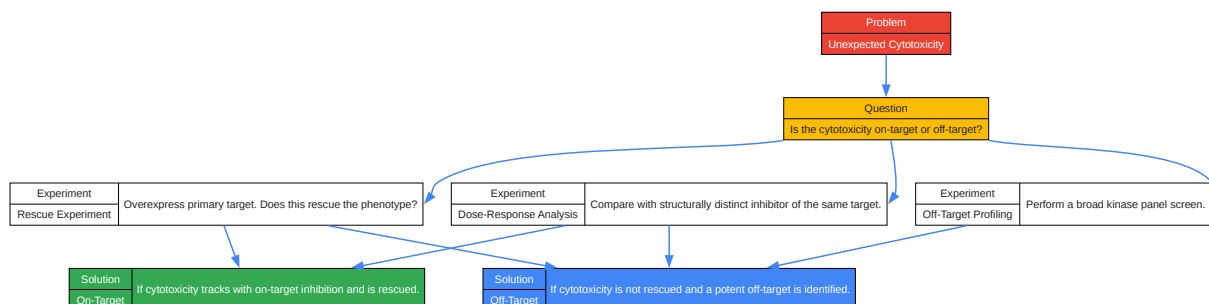 Problem
Unexpected Cytotoxicity
Question
Is the cytotoxicity on-target or off-target?
Experiment
Rescue Experiment
Overexpress primary target. Does this rescue the phenotype?
Experiment
Dose-Response Analysis
Compare with structurally distinct inhibitor of the same target.
Experiment
Off-Target Profiling
Perform a broad kinase panel screen.
Solution
On-Target
If cytotoxicity tracks with on-target inhibition and is rescued.
Solution
Off-Target
If cytotoxicity is not rescued and a potent off-target is identified.